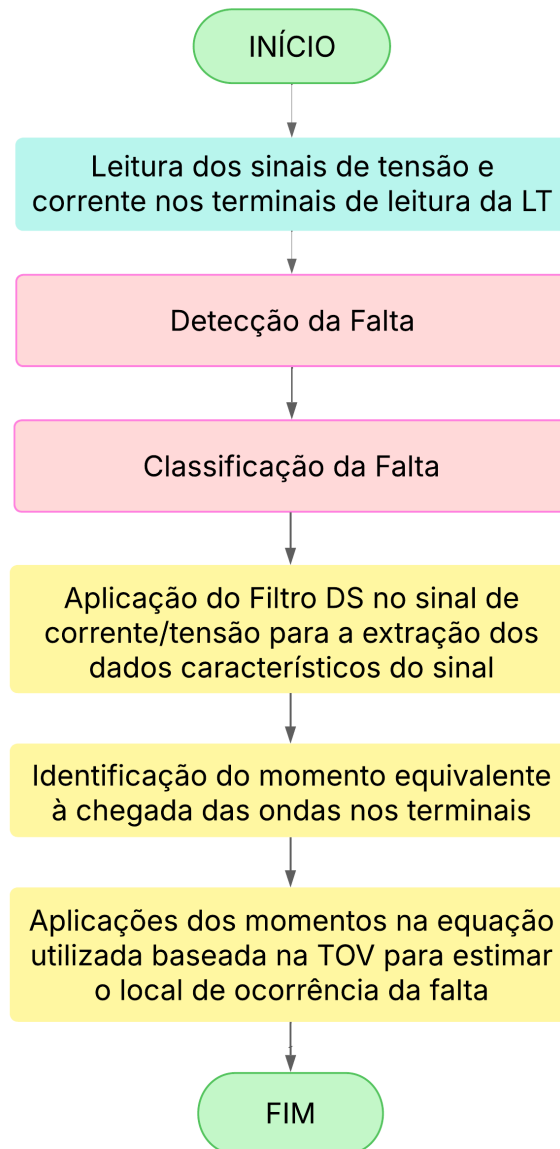 INÍCIO
Leitura dos sinais de tensão e
corrente nos terminais de leitura da LT
Detecção da Falta
Classificação da Falta
Aplicação do Filtro DS no sinal de
corrente/tensão para a extração dos
dados característicos do sinal
Identificação do momento equivalente
à chegada das ondas nos terminais
Aplicações dos momentos na equação
utilizada baseada na TOV para estimar
o local de ocorrência da falta
FIM